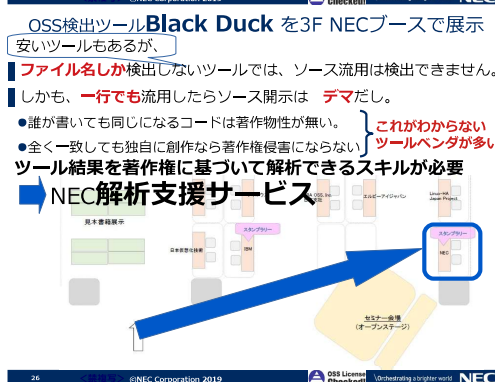 ©NEC Corporation 2019
Checked!
NEC
OSS検出ツールBlack Duck を3F NECブースで展示
安いツールもあるが、
ファイル名しか検出しないツールでは、ソース流用は検出できません。
しかも、一行でも流用したらソース開示は デマだし。
●誰が書いても同じになるコードは著作物性が無い。
●全く一致しても独自に創作なら著作権侵害にならない
これがわからない
ツールベンダが多い
ツール結果を著作権に基づいて解析できるスキルが必要
NEC解析支援サービス
見本書籍展示
スタンプラリー
日本仮想化技術
IBM
エルピーアイジャパン
Linux-HA
Japan Project
スタンプラリー
NEC
セミナー会場
(オープンステージ)
26
©NEC Corporation 2019
OSS License
Checked!
\Orchestrating a brighter world
NEC